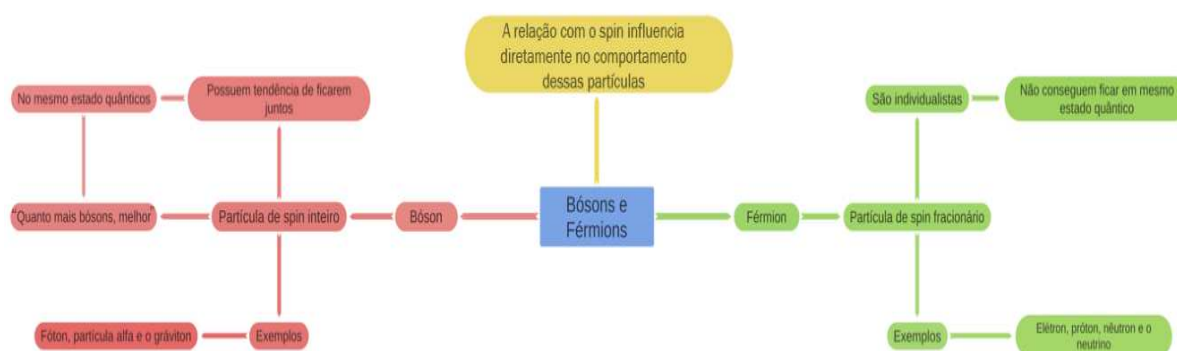 A relação com o spin influencia
diretamente no comportamento
dessas partículas
No mesmo estado quânticos
Possuem tendência de ficarem
juntos
São individualistas
Não conseguem ficar em mesmo
estado quântico
“Quanto mais bósons, melhor”
Partícula de spin inteiro
Bóson
Bósons e
Férmions
Férmion
Partícula de spin fracionário
Fóton, partícula alfa e o gráviton
Exemplos
Exemplos
Elétron, próton, nêutron e o
neutrino